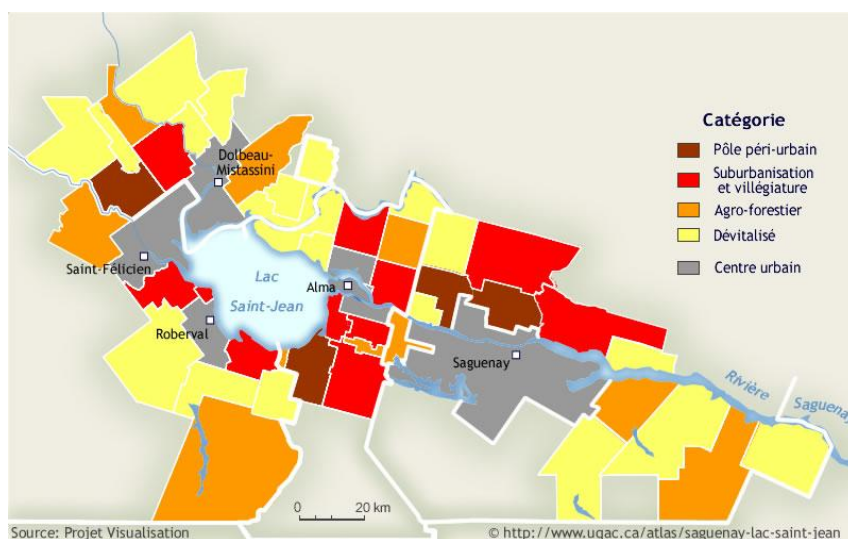 Catégorie
Pôle péri-urbain
Suburbanisation
et villégiature
Agro-forestier
Dévitalisé
Centre urbain
Dolbeau-
Mistassini
Saint-Félicien
Lac
Saint-Jean
Alma
Roberval
Saguenay
Rivière
Saguenay
0 20 km
Source: Projet Visualisation
© http://www.uqac.ca/atlas/saguenay-lac-saint-jean